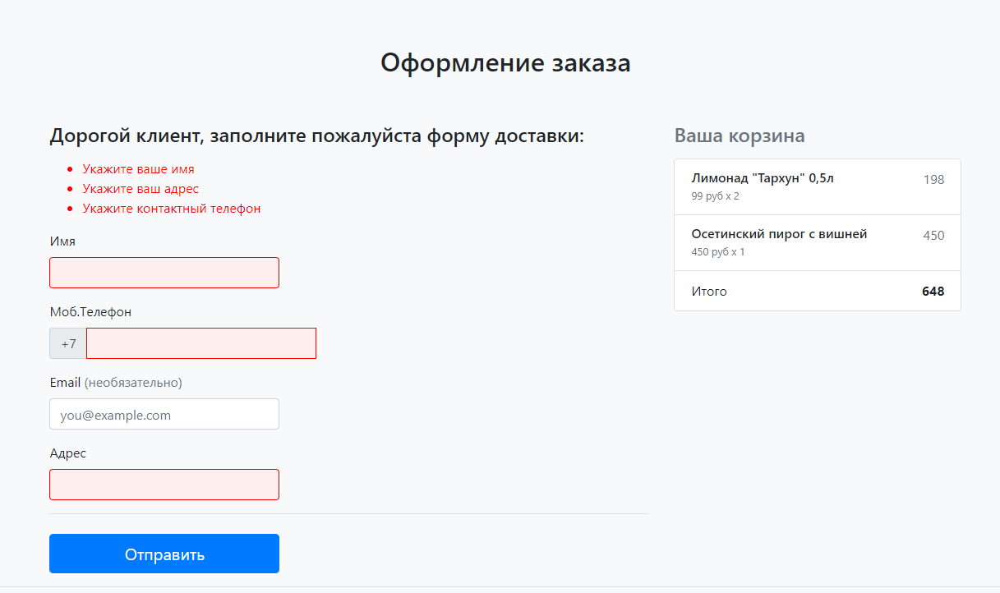 Оформление заказа
Дорогой клиент, заполните пожалуйста форму доставки:
Укажите ваше имя
Укажите ваш адрес
Укажите контактный телефон
Имя
Моб.Телефон
+7
Email (необязательно)
you@example.com
Адрес
Отправить
Ваша корзина
Лимонад "Тархун" 0,5л 198
99 руб x 2
Осетинский пирог с вишней 450
450 руб x 1
Итого 648